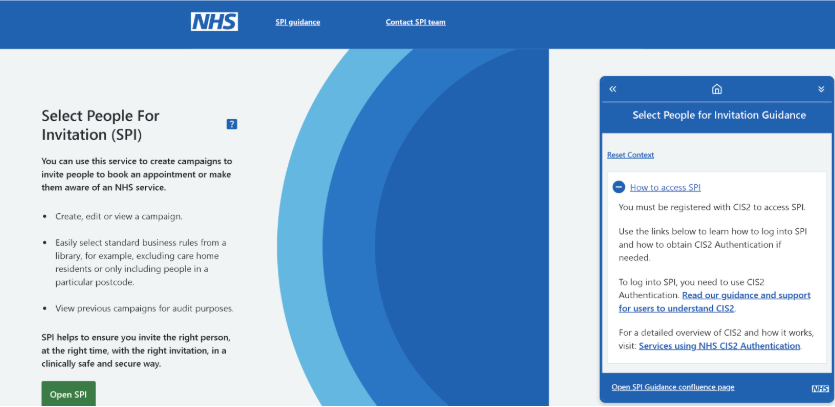 NHS
SPI guidance
Contact SPI team
Select People For
Invitation (SPI)
?
You can use this service to create campaigns to
invite people to book an appointment or make
them aware of an NHS service.
• Create, edit or view a campaign.
• Easily select standard business rules from a
library, for example, excluding care home
residents or only including people in a
particular postcode.
• View previous campaigns for audit purposes.
SPI helps to ensure you invite the right person,
at the right time, with the right invitation, in a
clinically safe and secure way.
Open SPI
Select People for Invitation Guidance
Reset Context
How to access SPI
You must be registered with CIS2 to access SPI.
Use the links below to learn how to log into SPI
and how to obtain CIS2 Authentication if
needed.
To log into SPI, you need to use CIS2
Authentication. Read our guidance and support
for users to understand CIS2.
For a detailed overview of CIS2 and how it works,
visit: Services using NHS CIS2 Authentication.
Open SPI Guidance confluence page
NHS